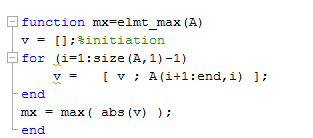 function mx=elmt_max(A)
v = [];%initiation
for (i=1:size(A,1)-1)
v = [ v ; A(i+1:end,i) ];
end
mx = max( abs(v) );
end